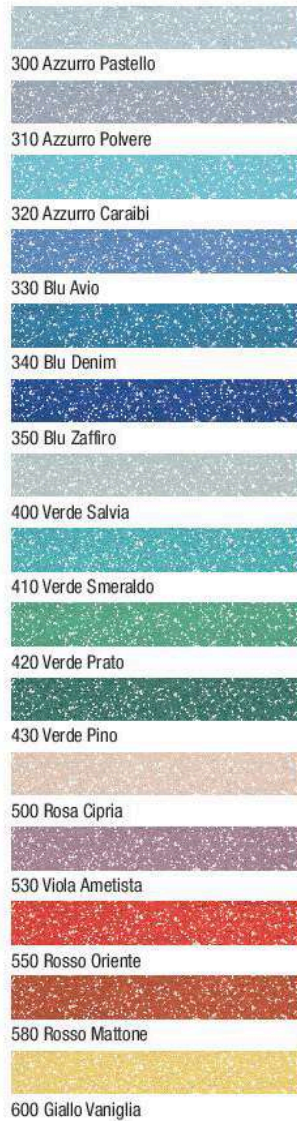 300 Azzurro Pastello
310 Azzurro Polvere
320 Azzurro Caraibi
330 Blu Avio
340 Blu Denim
350 Blu Zaffiro
400 Verde Salvia
410 Verde Smeraldo
420 Verde Prato
430 Verde Pino
500 Rosa Cipria
530 Viola Ametista
550 Rosso Oriente
580 Rosso Mattone
600 Giallo Vaniglia